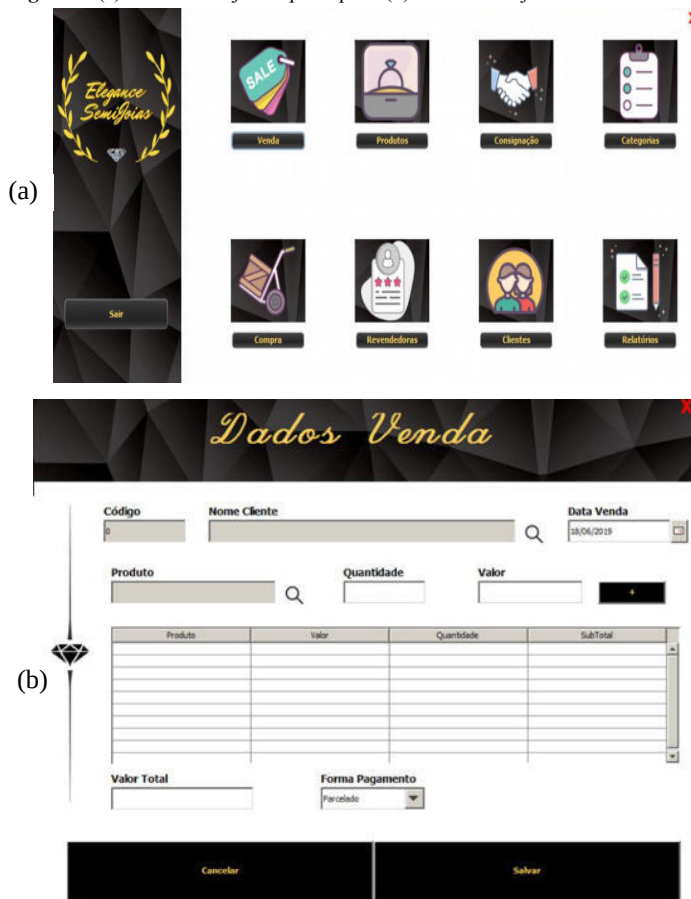 X
Elegance
SemiJoias
SALE
Venda
Produtos
Consignação
Categorias
(a)
Sair
Compra
Revendedoras
Clientes
Relatórios
X
Dados Venda
Código
Nome Cliente
Data Venda
0
18/06/2019
Produto
Quantidade
Valor
+
Produto Valor Quantidade SubTotal
(b)
Valor Total
Forma Pagamento
Parcelado
Cancelar
Salvar